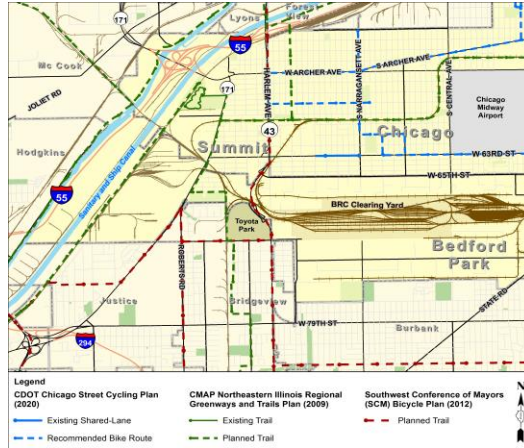 Forest
View
Lyons
171
55
Mc Cook
HARLEM AVE
W ARCHER AVE
S ARCHER AVE
S NARRAGANSETT AVE
S CENTRAL AVE
JOLIET RD
171
Chicago
Midway
Airport
43
Chicago
Summit
Hodgkins
W 63RD ST
W 65TH ST
55
Sanitary and Ship Canal
BRC Clearing Yard
Toyota
Park
Bedford
Park
ROBERTS RD
Justice
Bridgeview
STATE RD
W 79TH ST
Burbank
294
Legend
CDOT Chicago Street Cycling Plan
(2020)
Existing Shared-Lane
Recommended Bike Route
CMAP Northeastern Illinois Regional
Greenways and Trails Plan (2009)
Existing Trail
Planned Trail
Southwest Conference of Mayors
(SCM) Bicycle Plan (2012)
Planned Trail
N